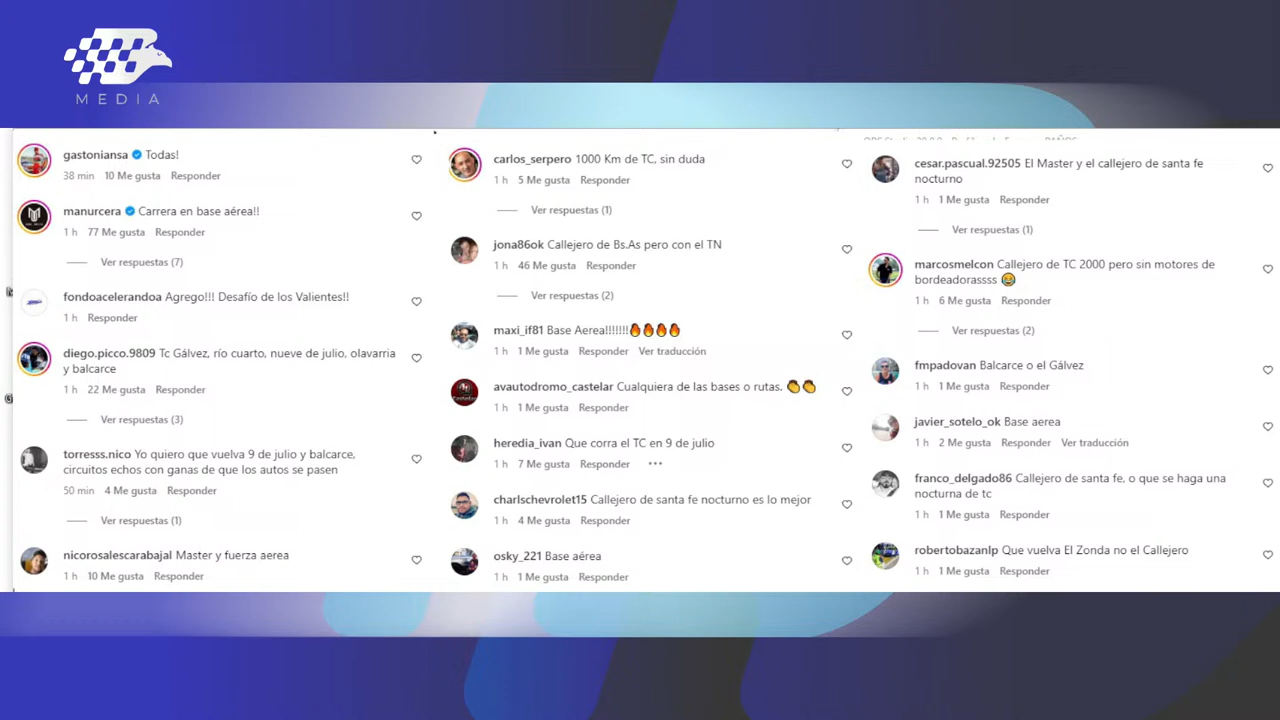 MEDIA
gastoniansa Todas!
38 min 10 Me gusta Responder
manurcera Carrera en base aérea!!
1 h 77 Me gusta Responder
Ver respuestas (7)
fondoacelerandoa Agrego!!! Desafío de los Valientes!!
1 h Responder
diego.picco.9809 Tc Gálvez, río cuarto, nueve de julio, olavarria
y balcarce
1 h 22 Me gusta Responder
Ver respuestas (3)
torresss.nico Yo quiero que vuelva 9 de julio y balcarce,
circuitos echos con ganas de que los autos se pasen
50 min 4 Me gusta Responder
Ver respuestas (1)
nicorosalescarabajal Master y fuerza aerea
1 h 10 Me gusta Responder
carlos_serpero 1000 Km de TC, sin duda
1 h 5 Me gusta Responder
Ver respuestas (1)
jona86ok Callejero de Bs.As pero con el TN
1 h 46 Me gusta Responder
Ver respuestas (2)
maxi_if81 Base Aerea!!!!!!!🔥🔥🔥🔥
1 h 1 Me gusta Responder Ver traducción
avautodromo_castelar Cualquiera de las bases o rutas, 👏👏
1 h 1 Me gusta Responder
heredia_ivan Que corra el TC en 9 de julio
1 h 7 Me gusta Responder •••
charlschevrolet15 Callejero de santa fe nocturno es lo mejor
1 h 4 Me gusta Responder
osky_221 Base aérea
1 h 1 Me gusta Responder
cesar.pascual.92505 El Master y el callejero de santa fe
nocturno
1 h 1 Me gusta Responder
Ver respuestas (1)
marcosmelcon Callejero de TC 2000 pero sin motores de
bordeadorassss 😂
1 h 6 Me gusta Responder
Ver respuestas (2)
fmpadovan Balcarce o el Gálvez
1 h 1 Me gusta Responder
javier_sotelo_ok Base aerea
1 h 2 Me gusta Responder Ver traducción
franco_delgado86 Callejero de santa fe, o que se haga una
nocturna de tc
1 h 1 Me gusta Responder
robertobazanlp Que vuelva El Zonda no el Callejero
1 h 1 Me gusta Responder